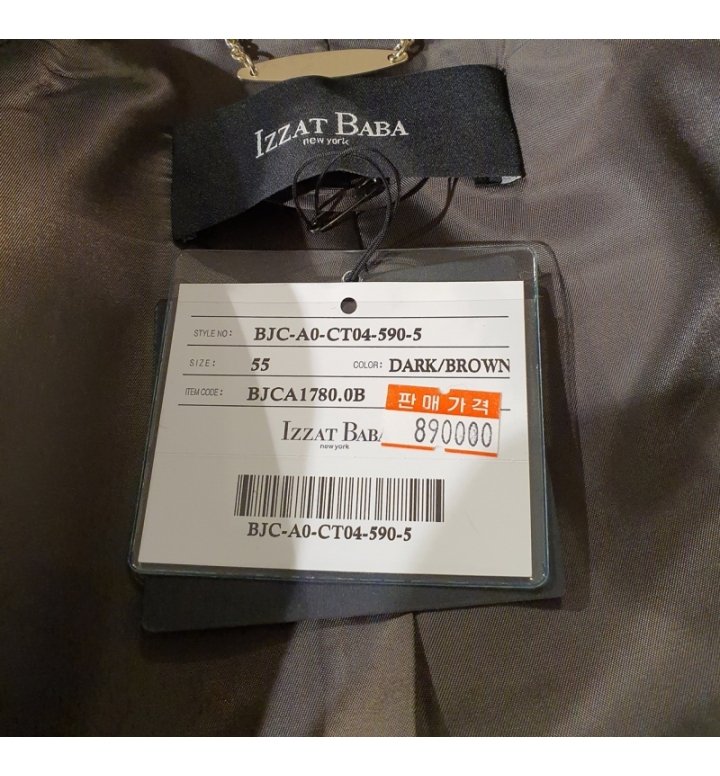 IZZAT BABA
new york
STYLE NO: BJC-A0-CT04-590-5
SIZE: 55 COLOR: DARK/BROWN
ITEM CODE: BJCA1780.0B
판매가격
890000
IZZAT BABA
new york
BJC-A0-CT04-590-5